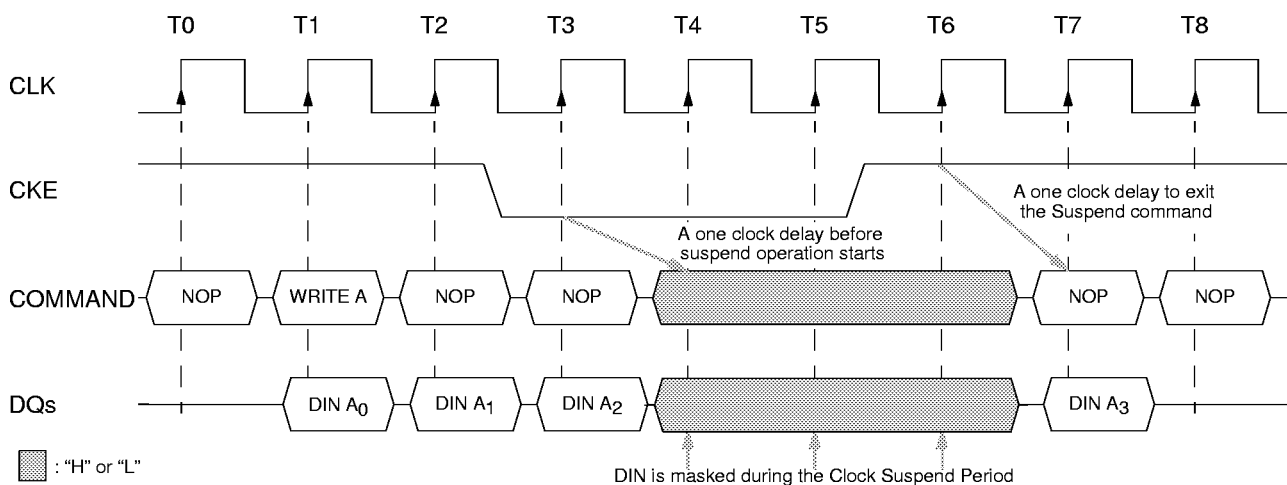 T0 T1 T2 T3 T4 T5 T6 T7 T8
CLK
CKE
A one clock delay to exit
the Suspend command
A one clock delay before
suspend operation starts
COMMAND NOP WRITE A NOP NOP NOP NOP
DQs DIN A0 DIN A1 DIN A2 DIN A3
: “H” or “L”
DIN is masked during the Clock Suspend Period